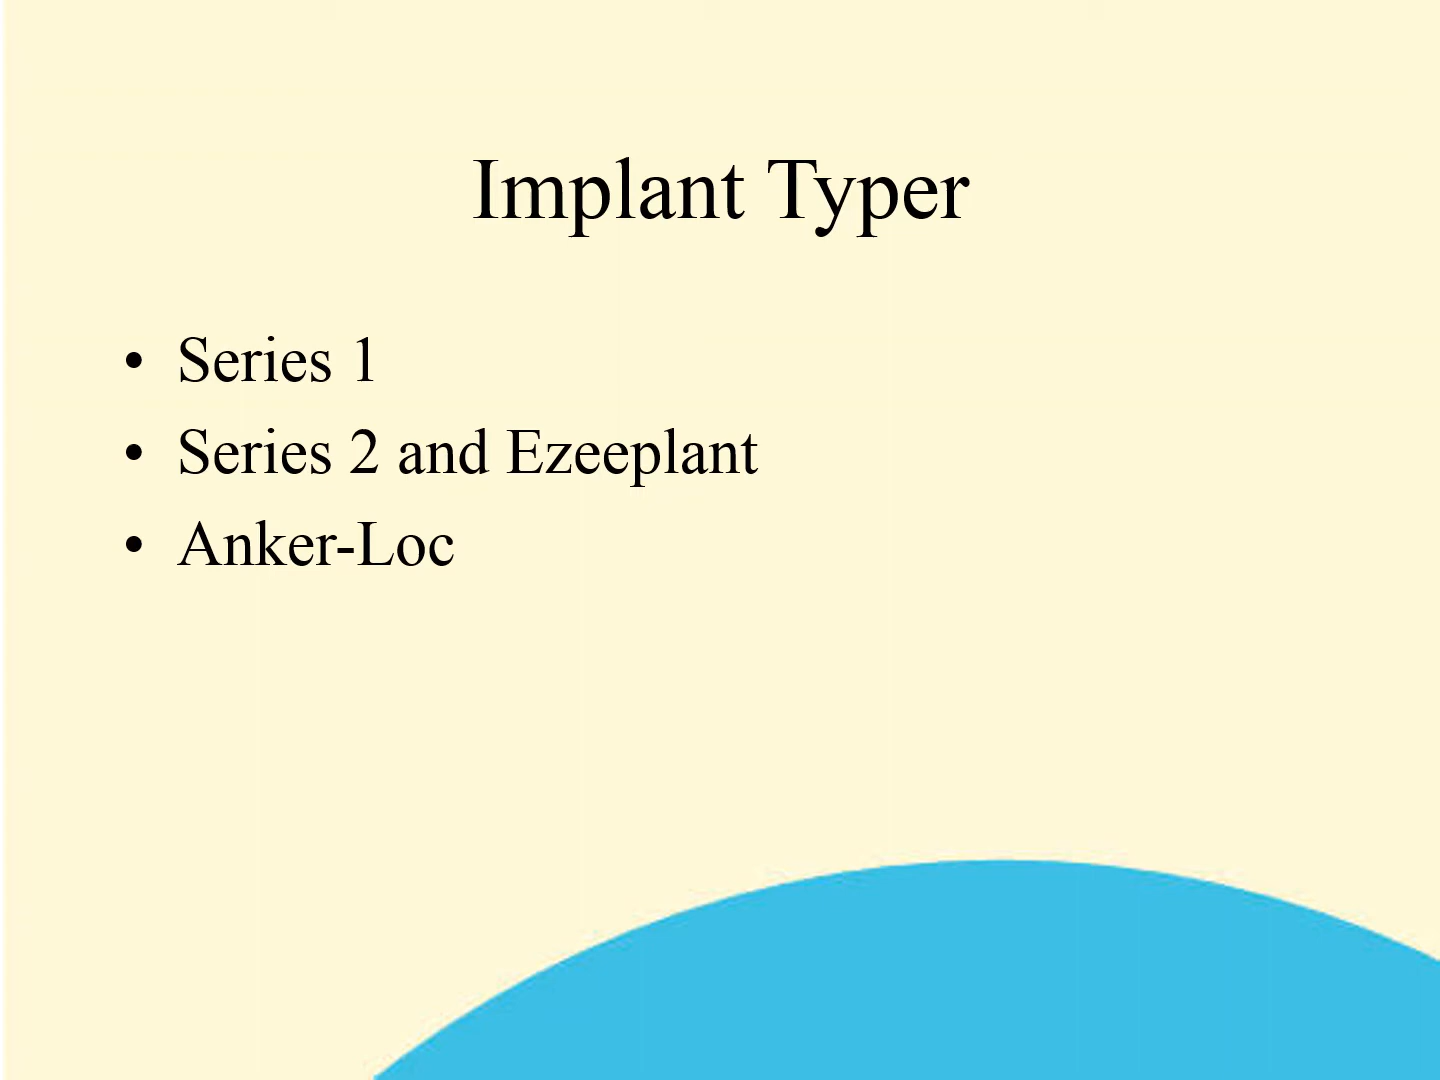 Implant Typer
• Series 1
• Series 2 and Ezeeplant
• Anker-Loc